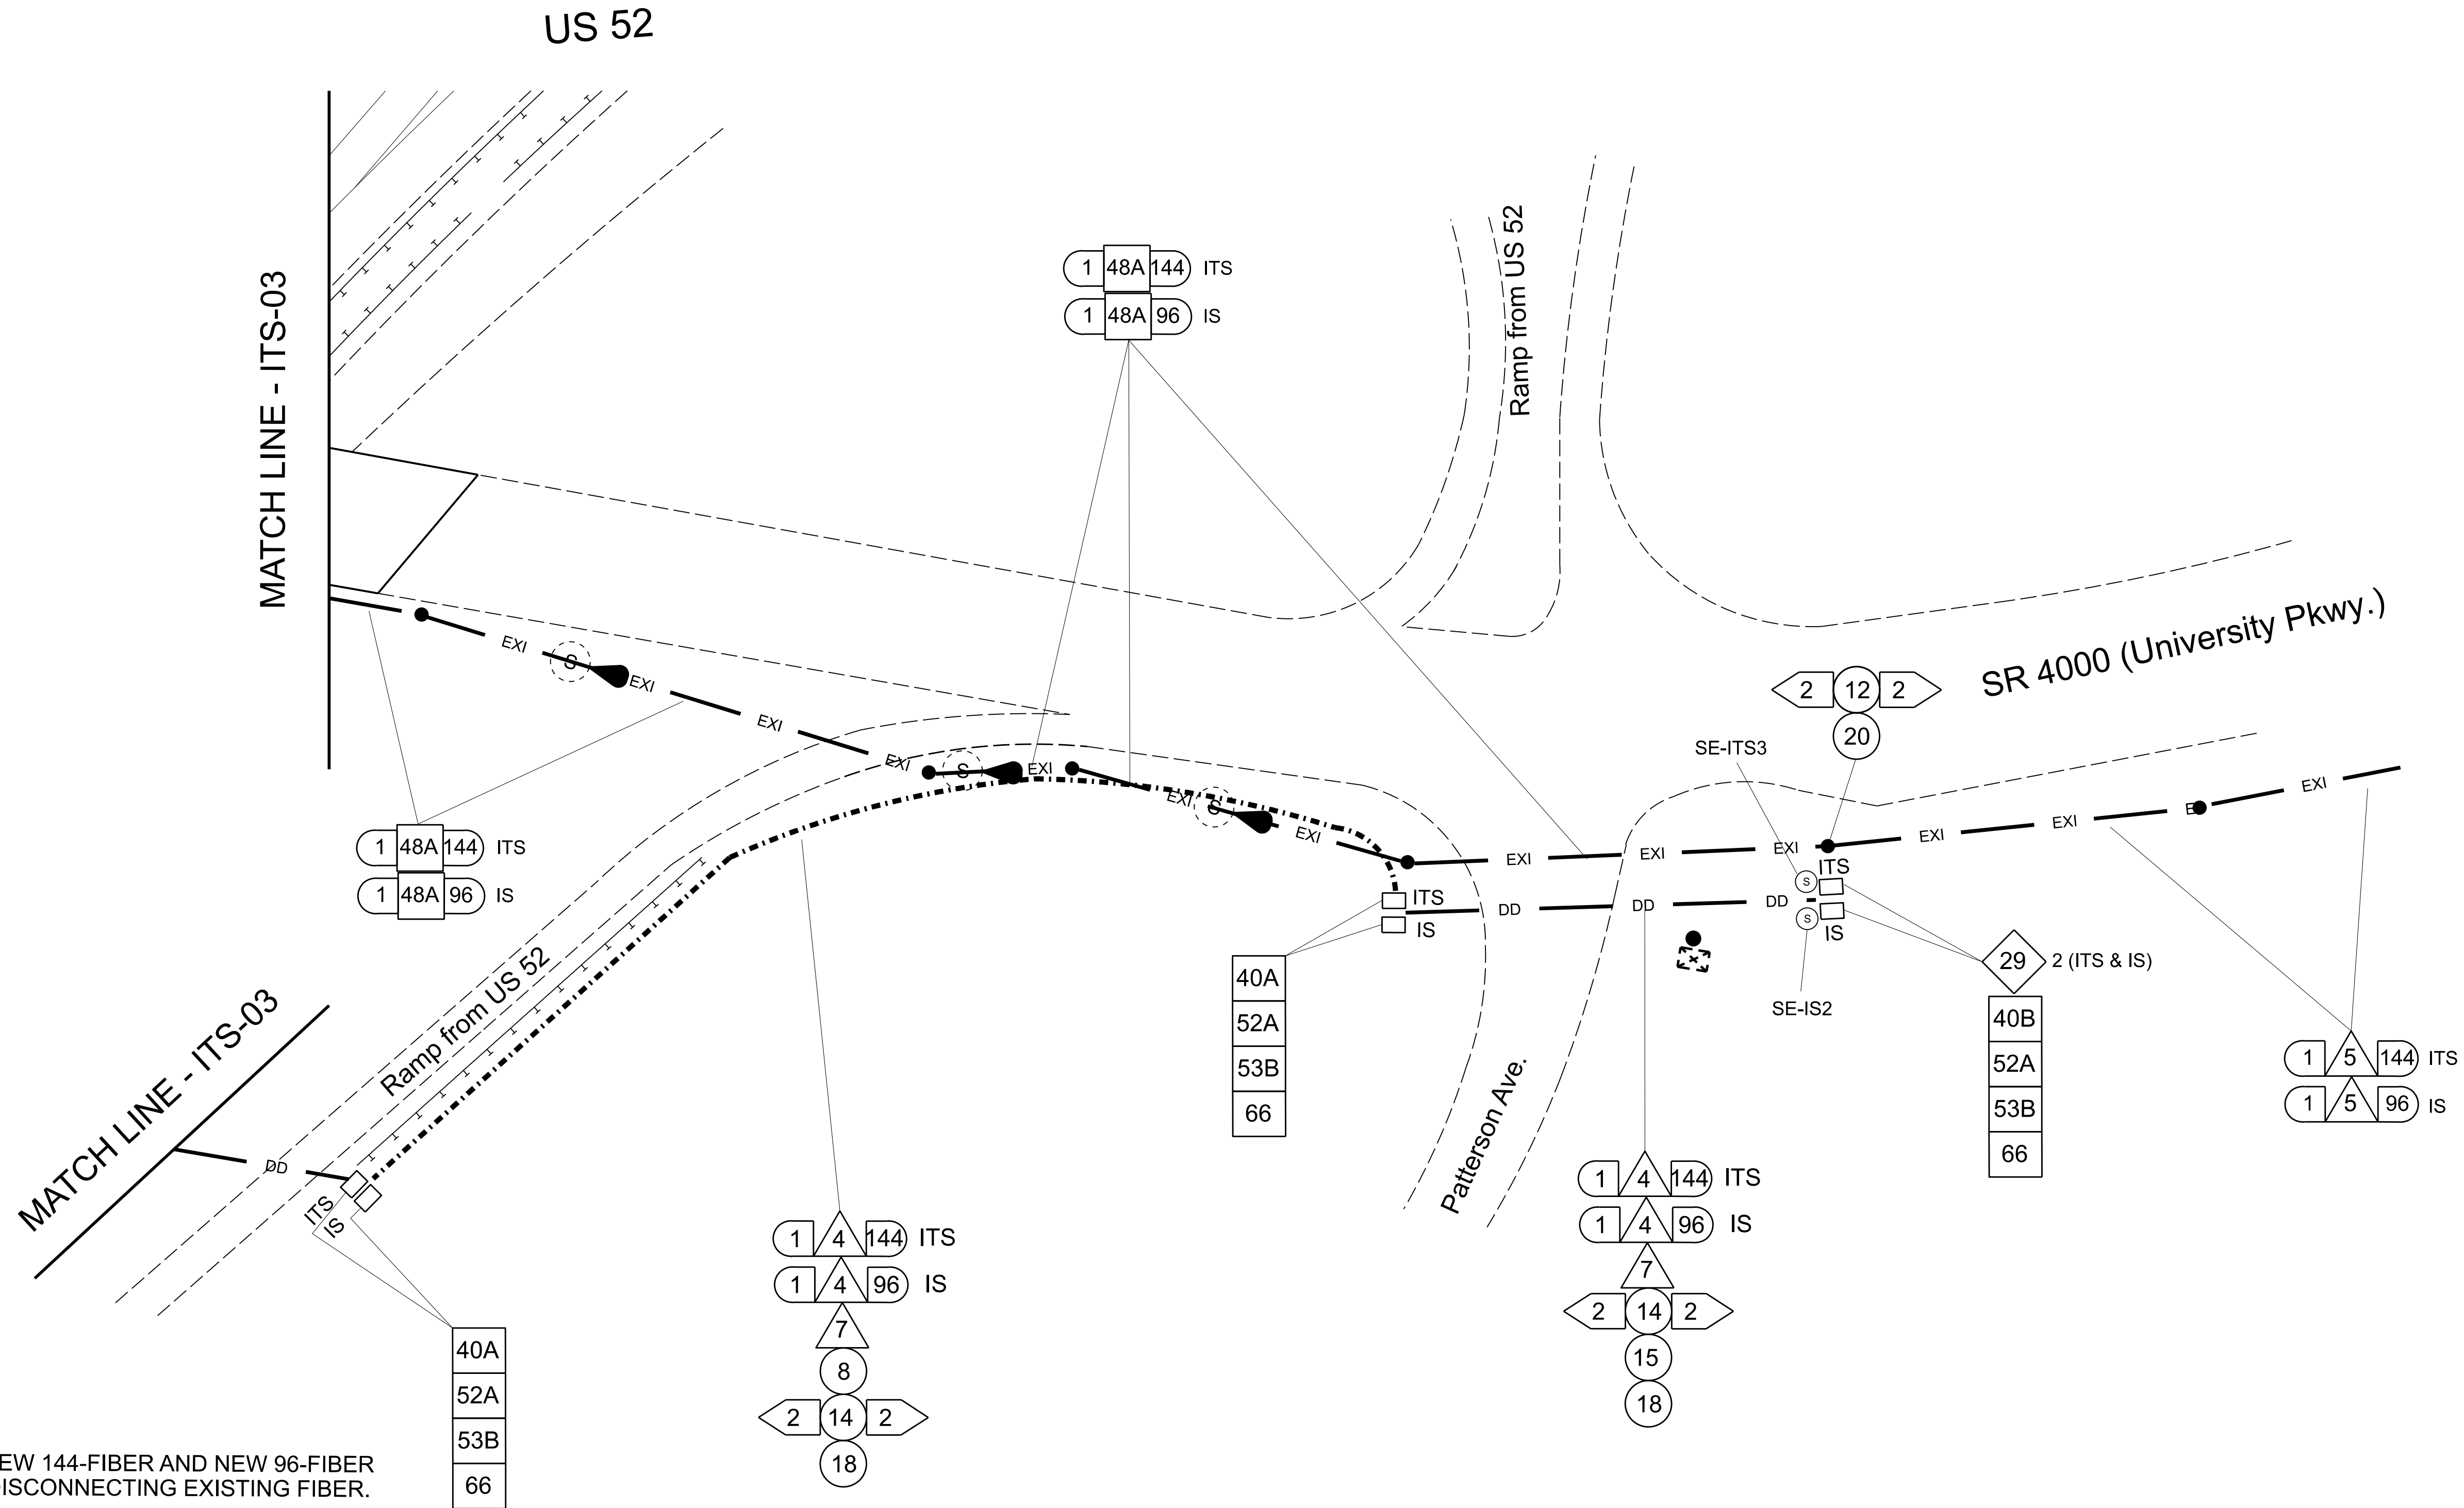 US 52
MATCH LINE - ITS-03
Ramp from US 52
1 48A 144 ITS
1 48A 96 IS
SR 4000 (University Pkwy.)
2 12 2
20
SE-ITS3
EXI
S
EXI
EXI
EXI
S
EXI
EXI
S
EXI
EXI
EXI
EXI
EXI
EXI
E
EXI
1 48A 144 ITS
1 48A 96 IS
ITS
S
S
IS
ITS
IS
DD
DD
DD
29 2 (ITS & IS)
SE-IS2
40A
52A
53B
66
40B
52A
53B
66
1 5 144 ITS
1 5 96 IS
Ramp from US 52
MATCH LINE - ITS-03
DD
ITS
IS
Patterson Ave.
1 4 144 ITS
1 4 96 IS
7
8
2 14 2
18
1 4 144 ITS
1 4 96 IS
7
2 14 2
15
18
40A
52A
53B
66
EW 144-FIBER AND NEW 96-FIBER
ISCONNECTING EXISTING FIBER.